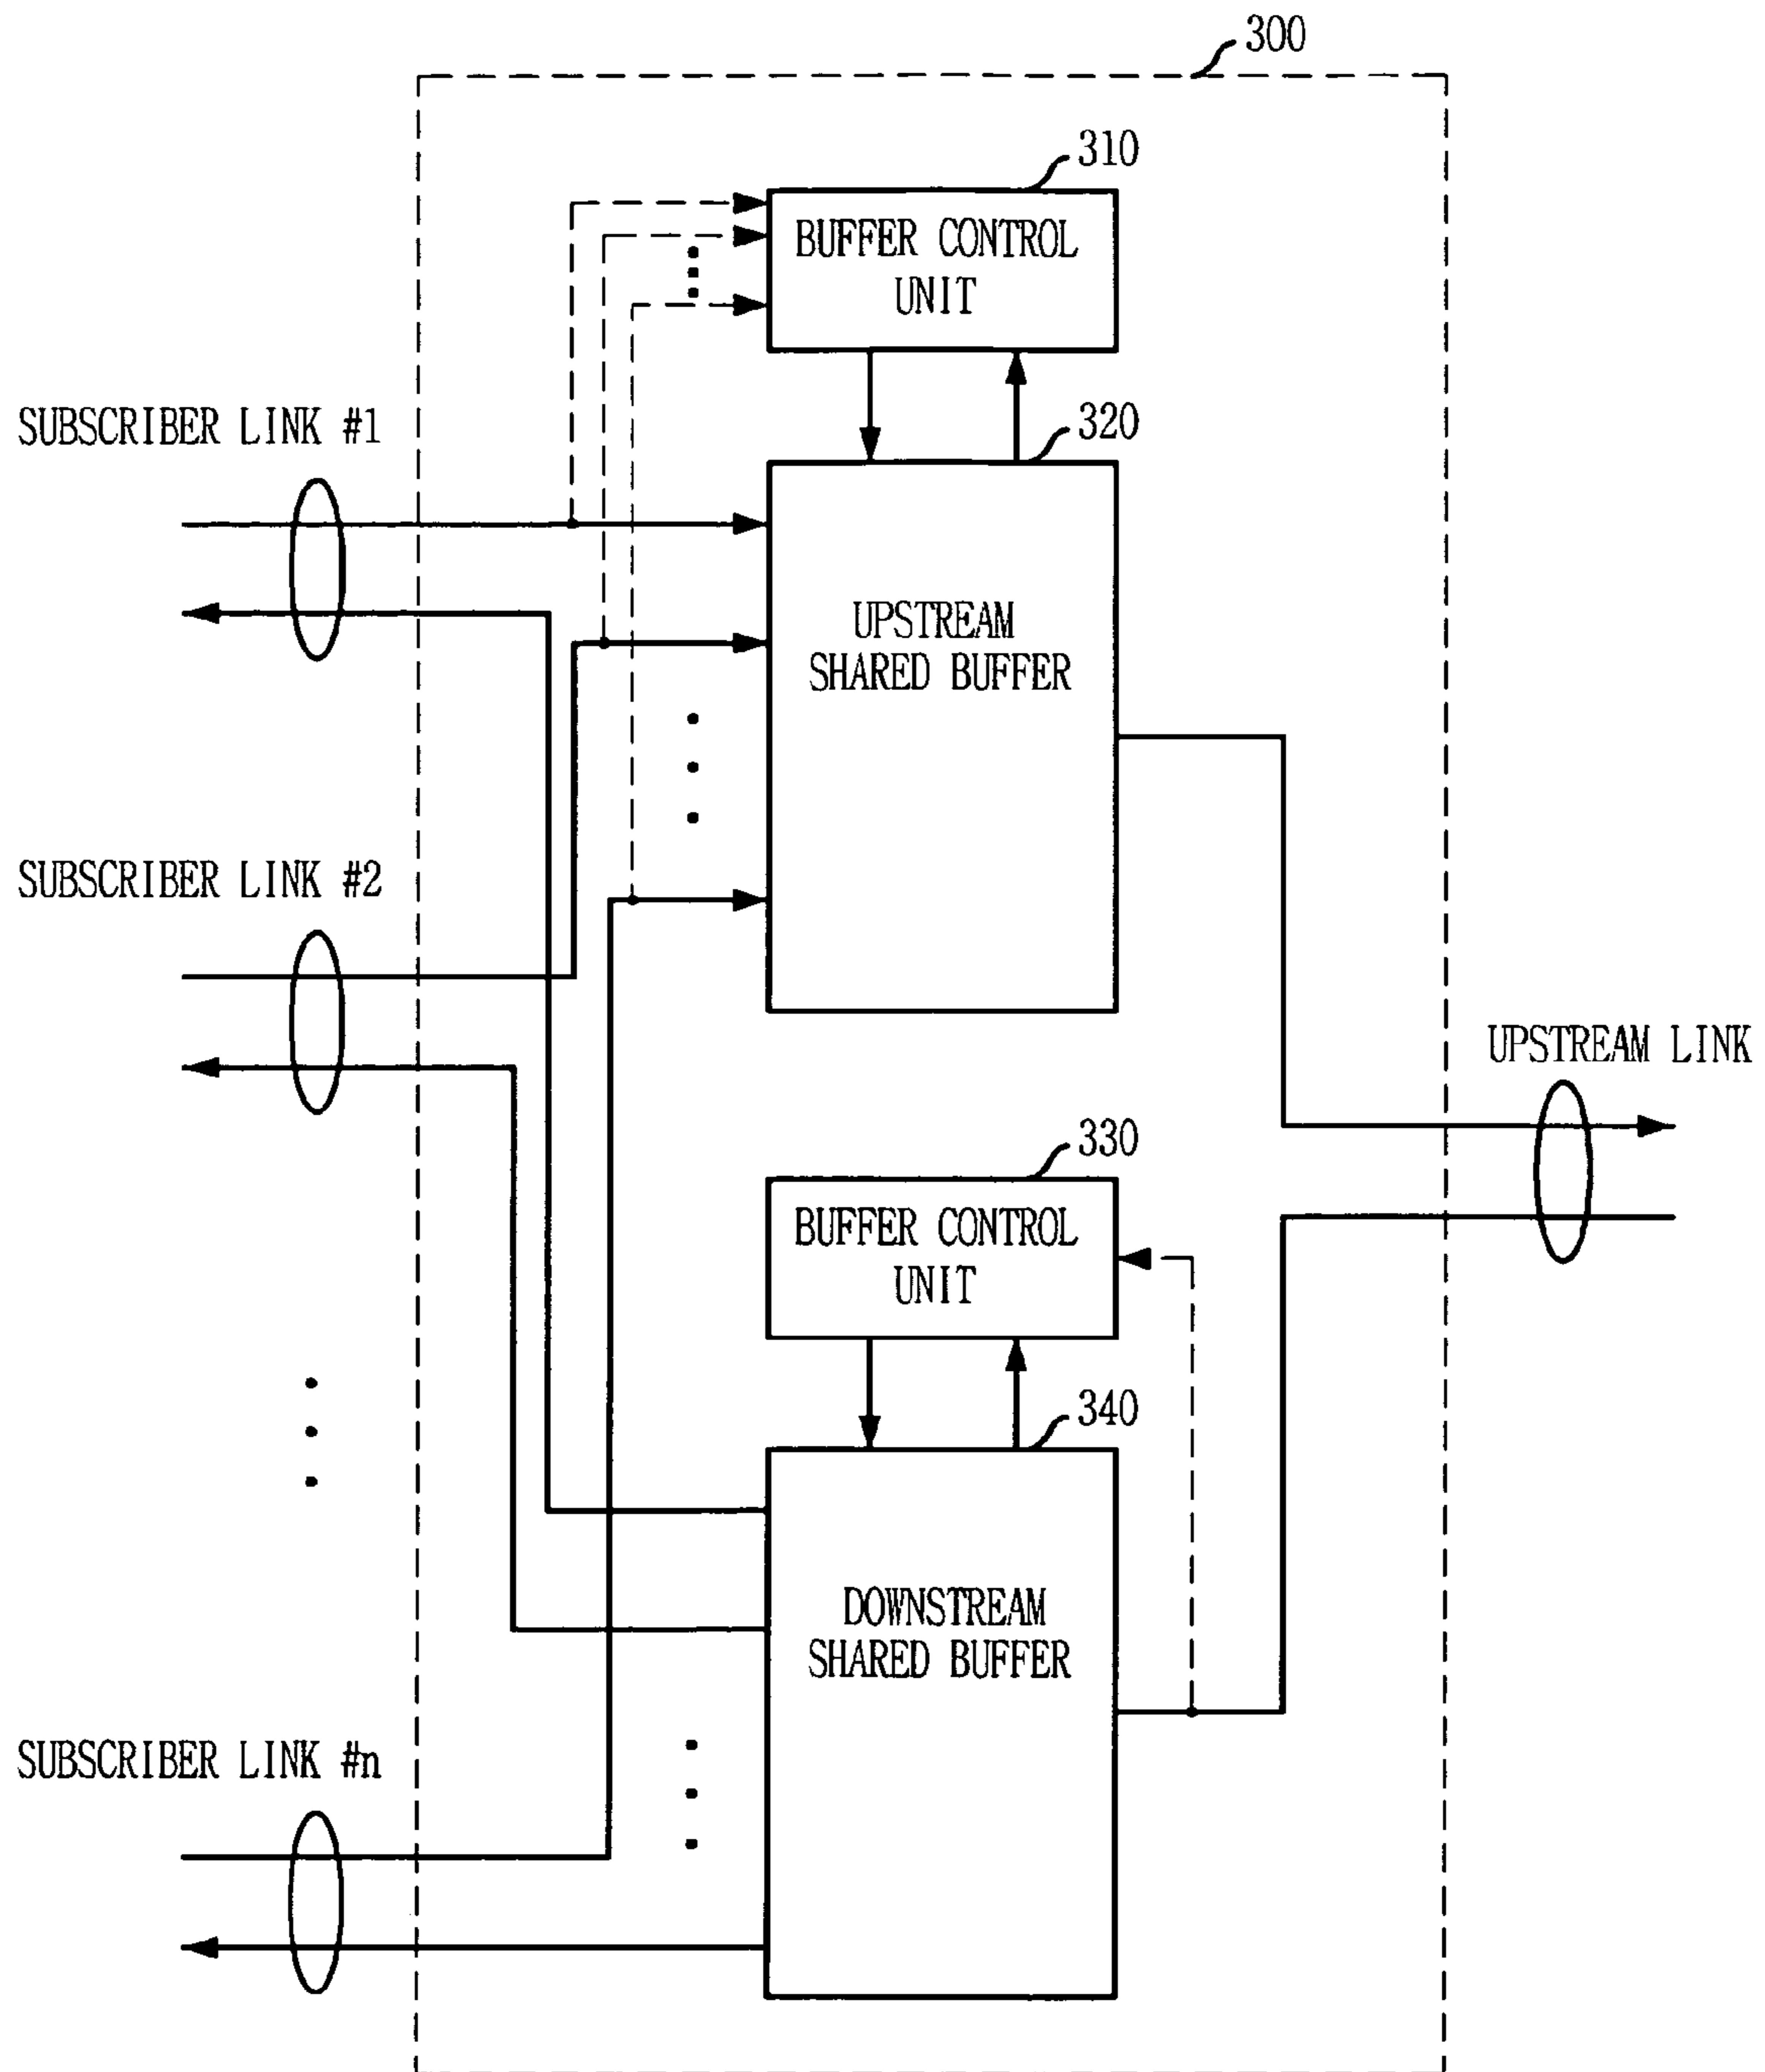 300
310
BUFFER CONTROL
UNIT
SUBSCRIBER LINK #1
320
UPSTREAM
SHARED BUFFER
SUBSCRIBER LINK #2
UPSTREAM LINK
330
BUFFER CONTROL
UNIT
340
DOWNSTREAM
SHARED BUFFER
SUBSCRIBER LINK #n